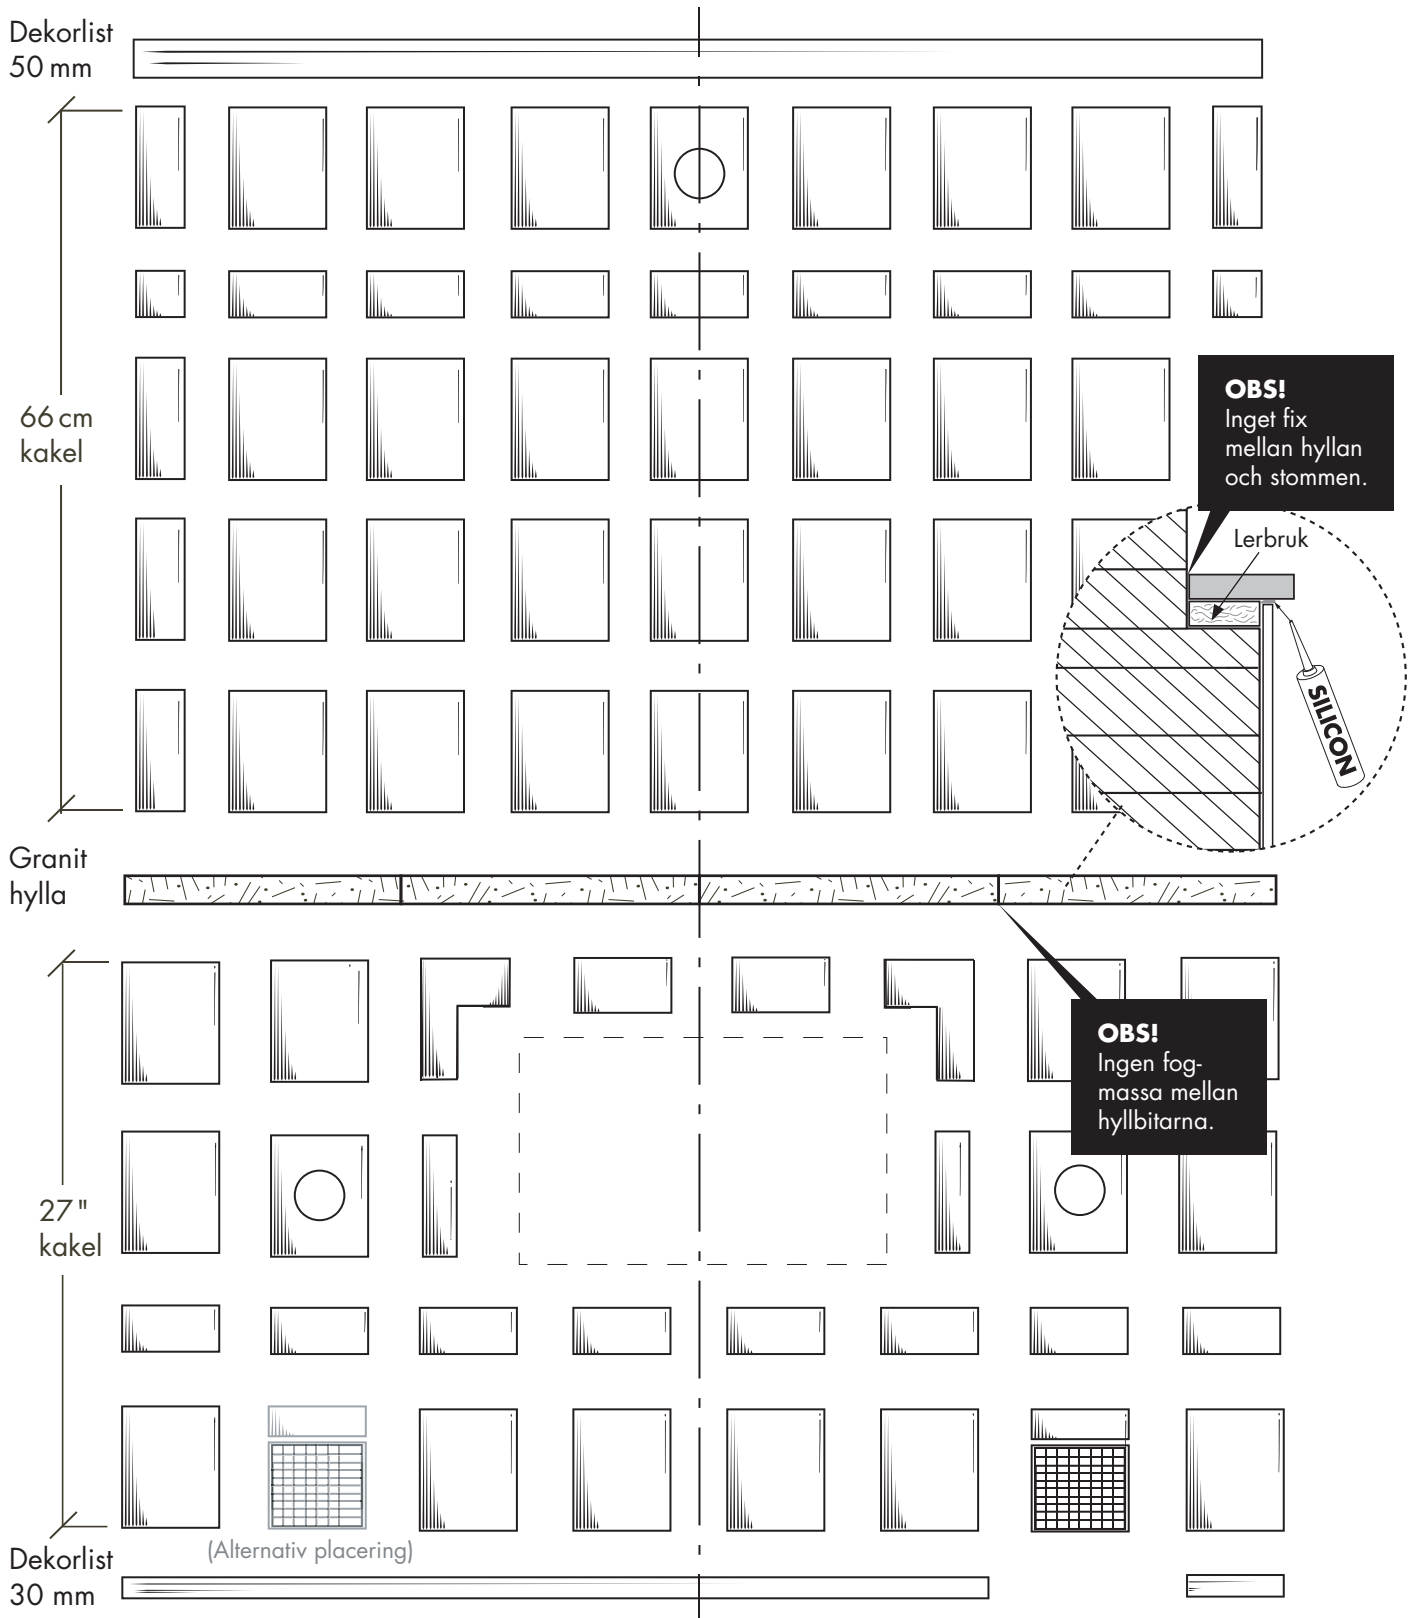 Dekorlist
50 mm
66 cm
kakel
OBS!
Inget fix
mellan hyllan
och stommen.
Lerbruk
SILICON
Granit
hylla
OBS!
Ingen fog-
massa mellan
hyllbitarna.
27"
kakel
(Alternativ placering)
Dekorlist
30 mm